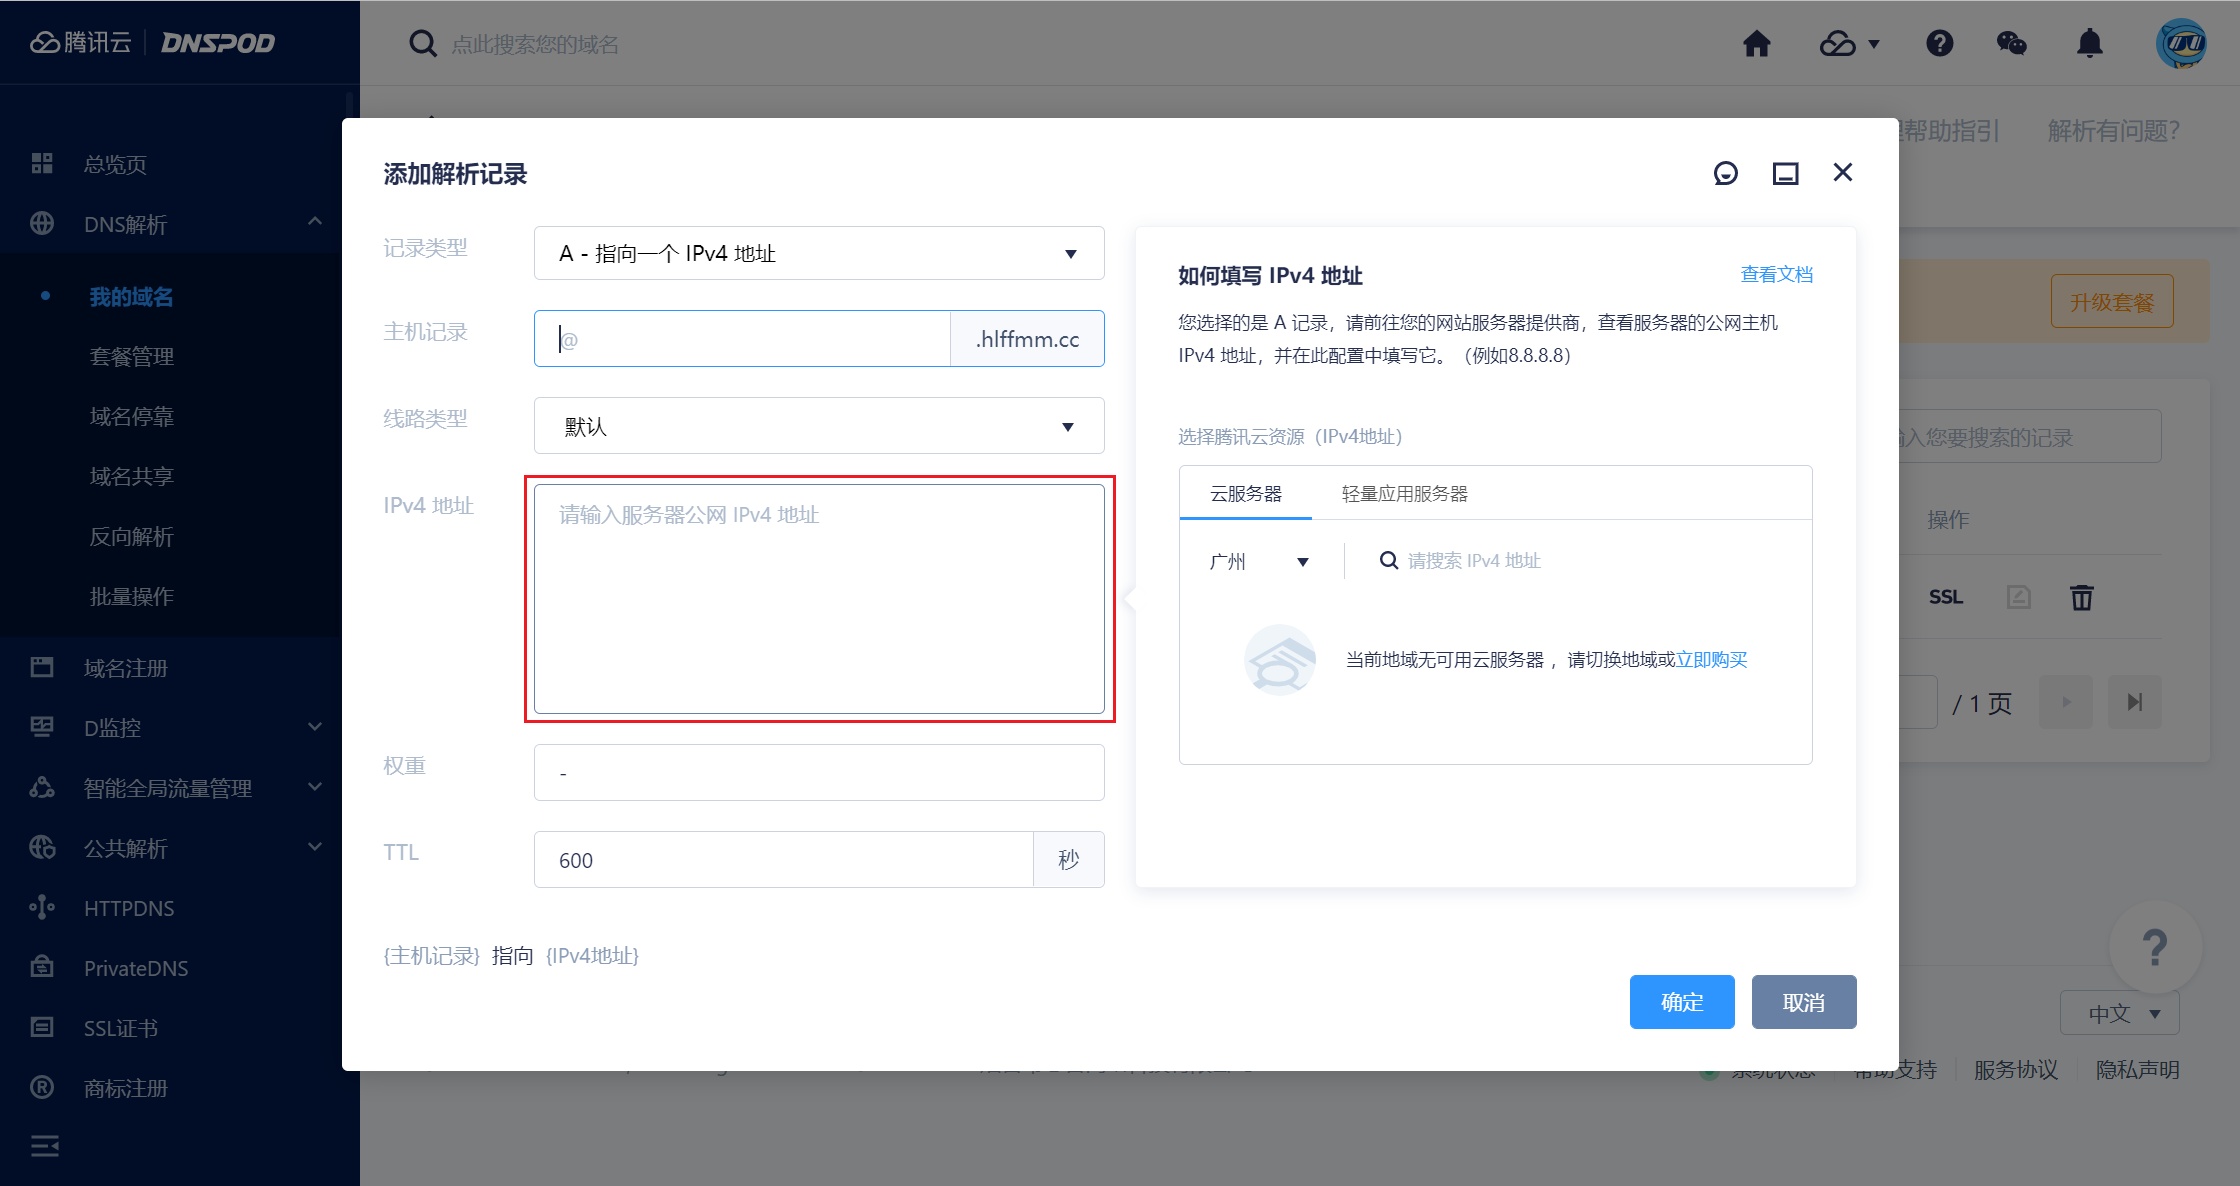 腾讯云 DNSPOD
点此搜索您的域名
总览页
DNS解析
我的域名
套餐管理
域名停靠
域名共享
反向解析
批量操作
域名注册
D监控
智能全局流量管理
公共解析
HTTPDNS
PrivateDNS
SSL证书
商标注册
帮助指引
解析有问题?
添加解析记录
记录类型
A - 指向一个 IPv4 地址
主机记录
@
.hlffmm.cc
线路类型
默认
IPv4 地址
请输入服务器公网 IPv4 地址
权重
-
TTL
600
秒
{主机记录} 指向 {IPv4地址}
如何填写 IPv4 地址
查看文档
您选择的是 A 记录，请前往您的网站服务器提供商，查看服务器的公网主机
IPv4 地址，并在此配置中填写它。（例如8.8.8.8）
选择腾讯云资源（IPv4地址）
云服务器
轻量应用服务器
广州
请搜索 IPv4 地址
当前地域无可用云服务器 ，请切换地域或立即购买
确定
取消
升级套餐
入您要搜索的记录
操作
SSL
/ 1 页
?
中文
系统状态
帮助支持
服务协议
隐私声明